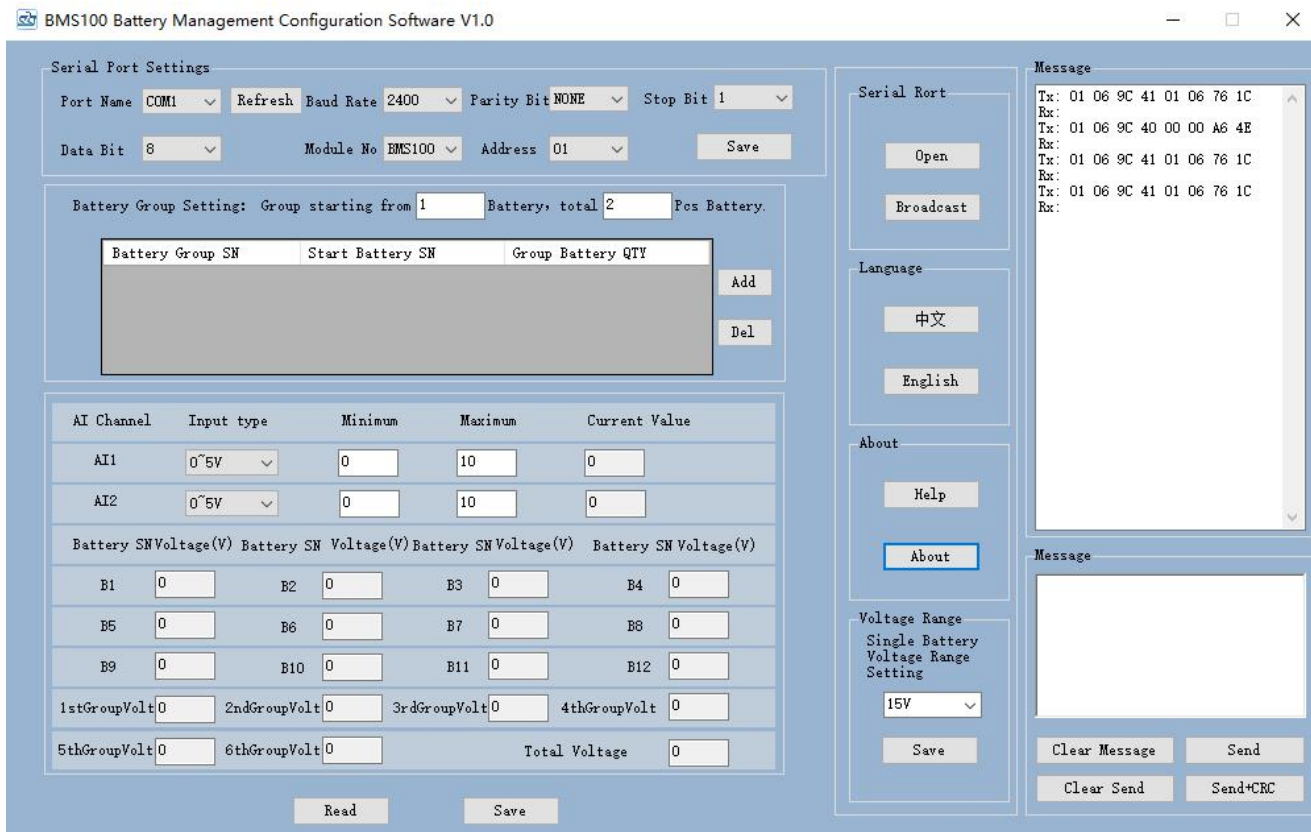 BMS100 Battery Management Configuration Software V1.0
Serial Port Settings
Port Name COM1 Refresh Baud Rate 2400 Parity Bit NONE Stop Bit 1
Data Bit 8 Module No BMS100 Address 01 Save
Battery Group Setting: Group starting from 1 Battery, total 2 Pcs Battery.
Battery Group SN Start Battery SN Group Battery QTY
Add
Del
AI Channel Input type Minimum Maximum Current Value
AI1 0~5V 0 10 0
AI2 0~5V 0 10 0
Battery SN Voltage(V) Battery SN Voltage(V) Battery SN Voltage(V) Battery SN Voltage(V)
B1 0 B2 0 B3 0 B4 0
B5 0 B6 0 B7 0 B8 0
B9 0 B10 0 B11 0 B12 0
1stGroupVolt 0 2ndGroupVolt 0 3rdGroupVolt 0 4thGroupVolt 0
5thGroupVolt 0 6thGroupVolt 0 Total Voltage 0
Read Save
Serial Rort
Open
Broadcast
Language
中文
English
About
Help
About
Voltage Range
Single Battery
Voltage Range
Setting
15V
Save
Message
Tx: 01 06 9C 41 01 06 76 1C
Rx:
Tx: 01 06 9C 40 00 00 A6 4E
Rx:
Tx: 01 06 9C 41 01 06 76 1C
Rx:
Tx: 01 06 9C 41 01 06 76 1C
Rx:
Message
Clear Message Send
Clear Send Send+CRC